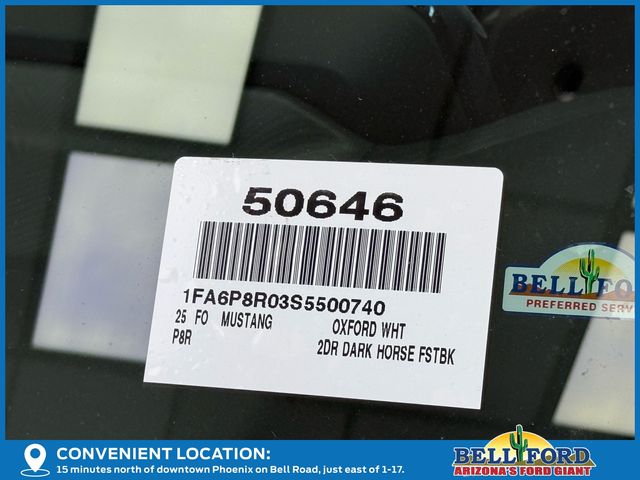 50646
1FA6P8R03S5500740
25 FO MUSTANG OXFORD WHT
P8R 2DR DARK HORSE FSTBK
BELL FO
PREFERRED SERV
CONVENIENT LOCATION:
15 minutes north of downtown Phoenix on Bell Road, just east of 1-17.
BELL FORD
ARIZONA'S FORD GIANT